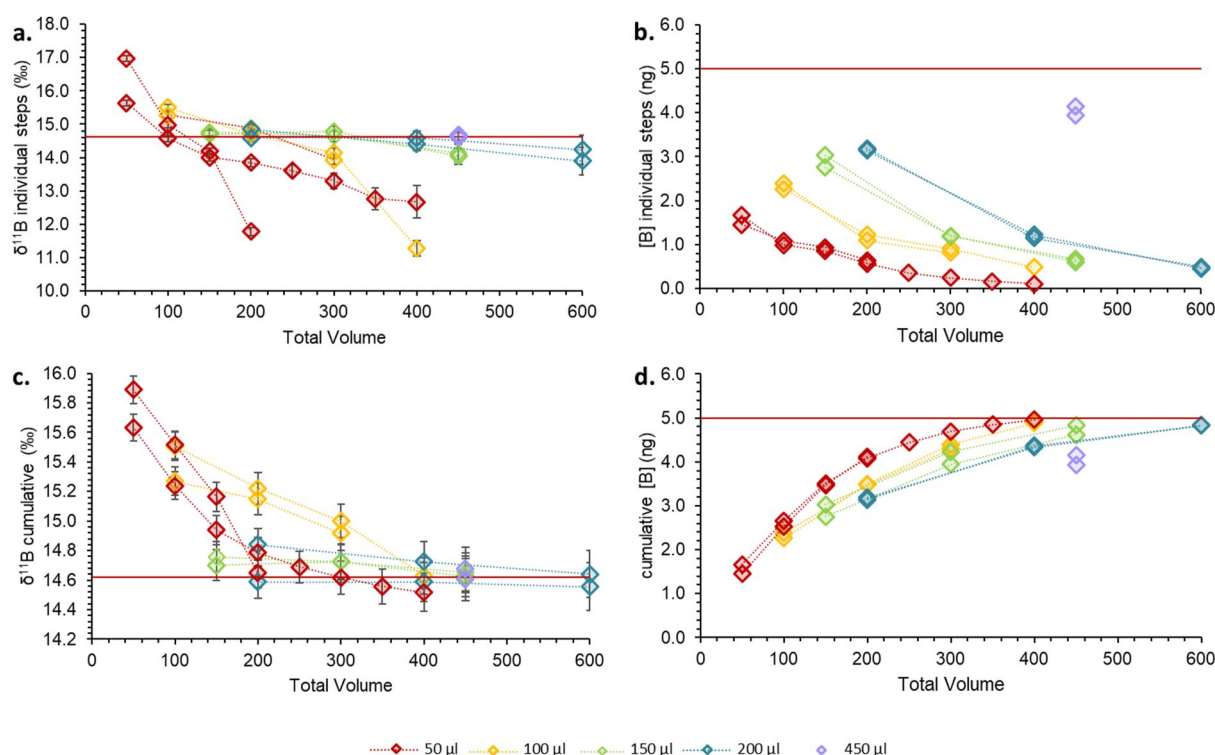 a.
δ¹¹B individual steps (‰)
18.0
17.0
16.0
15.0
14.0
13.0
12.0
11.0
10.0
0 100 200 300 400 500 600
Total Volume
b.
[B] individual steps (ng)
6.0
5.0
4.0
3.0
2.0
1.0
0.0
0 100 200 300 400 500 600
Total Volume
c.
δ¹¹B cumulative (‰)
16.0
15.8
15.6
15.4
15.2
15.0
14.8
14.6
14.4
14.2
0 100 200 300 400 500 600
Total Volume
d.
cumulative [B] (ng)
6.0
5.0
4.0
3.0
2.0
1.0
0.0
0 100 200 300 400 500 600
Total Volume
50 µl 100 µl 150 µl 200 µl 450 µl